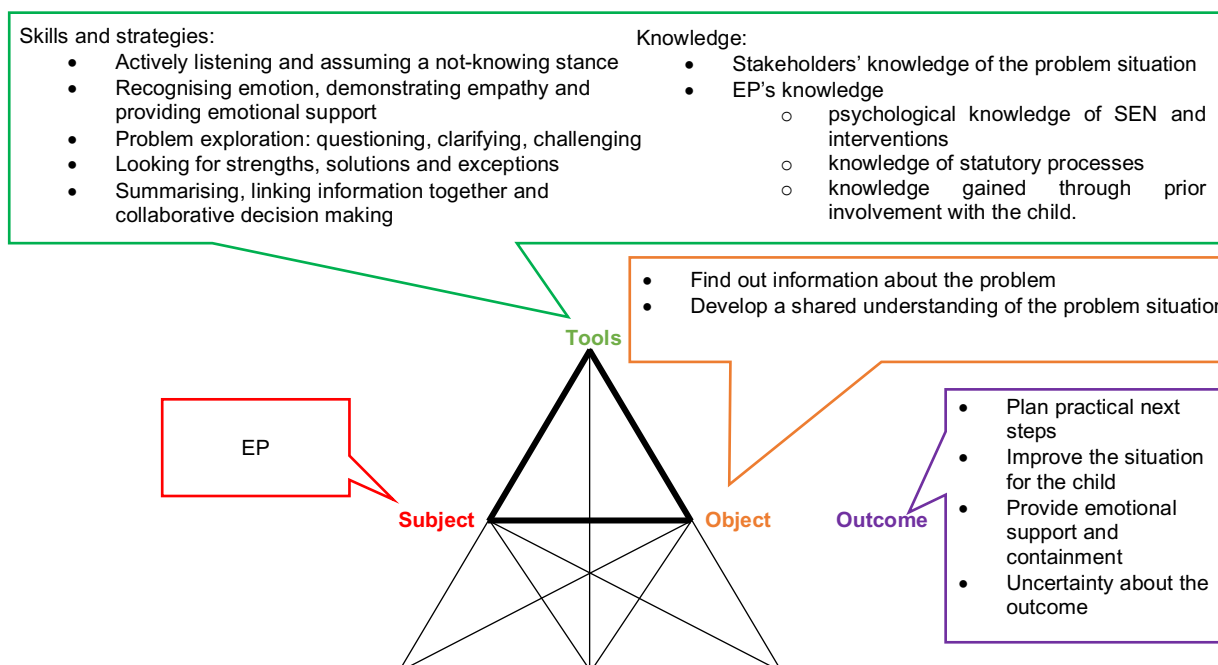 Skills and strategies:
• Actively listening and assuming a not-knowing stance
• Recognising emotion, demonstrating empathy and
providing emotional support
• Problem exploration: questioning, clarifying, challenging
• Looking for strengths, solutions and exceptions
• Summarising, linking information together and
collaborative decision making
Knowledge:
• Stakeholders' knowledge of the problem situation
• EP's knowledge
o psychological knowledge of SEN and
interventions
o knowledge of statutory processes
o knowledge gained through prior
involvement with the child.
• Find out information about the problem
• Develop a shared understanding of the problem situation
Tools
EP
Subject
Object
Outcome
• Plan practical next
steps
• Improve the situation
for the child
• Provide emotional
support and
containment
• Uncertainty about the
outcome